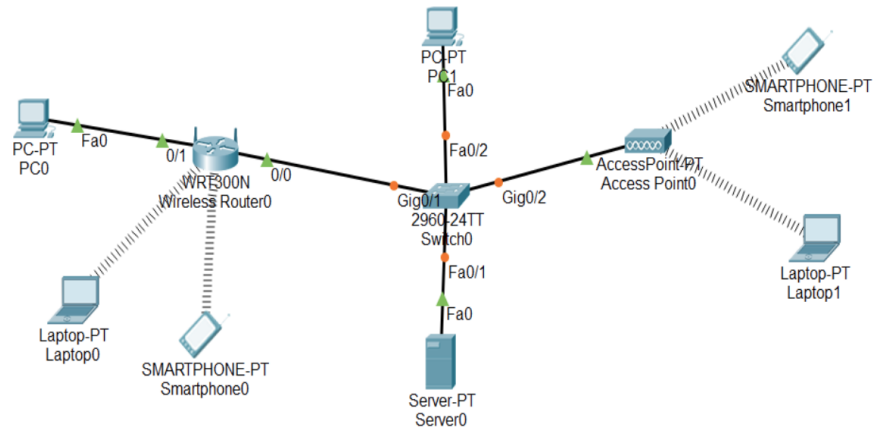 PC-PT
PC1
Fa0
Fa0/2
SMARTPHONE-PT
Smartphone1
PC-PT
PC0
Fa0
0/1
WRT300N
Wireless Router0
0/0
Gig0/1
2960-24TT
Switch0
Gig0/2
AccessPoint-PT
Access Point0
Fa0/1
Fa0
Laptop-PT
Laptop1
Laptop-PT
Laptop0
SMARTPHONE-PT
Smartphone0
Server-PT
Server0